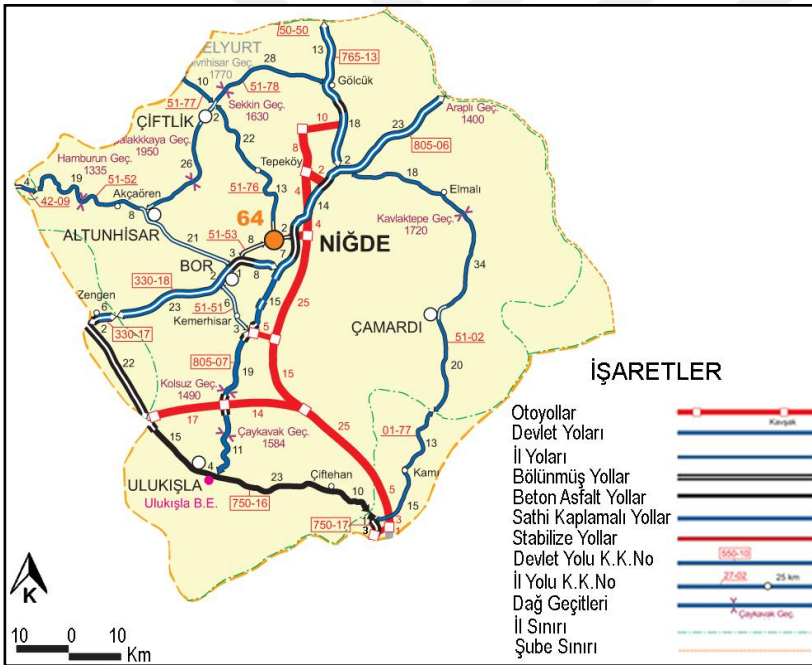 50-50
13
765-13
ELYURT
Sivrihisar Geç.
1770
28
Gölcük
10
51-78
51-77
Sekkin Geç.
1630
2
ÇİFTLİK
10
18
23
Araplı Geç.
1400
805-06
8
22
1950
Hamburun Geç.
1335
51-52
19
26
Tepeköy
2
2
4
18
Elmalı
4
42-09
Akçaören
8
51-76
13
14
Kavlaktepe Geç.
1720
64
2
4
NİĞDE
ALTUNHİSAR
21
51-53
8
3
7
BOR
8
34
330-18
2
1
25
Zengen
6
23
51-51
6
15
ÇAMARDI
2
330-17
Kemerhisar
3
5
51-02
22
805-07
19
20
Kolsuz Geç.
1490
15
17
14
25
01-77
15
Çaykavak Geç.
1584
13
11
4
Kamı
ULUKIŞLA
23
Çiftehan
Ulukışla B.E.
750-16
10
5
15
750-17
3
3
1
K
10 0 10
Km
İŞARETLER
Otoyollar
Kavşak
Devlet Yoları
İl Yoları
Bölünmüş Yollar
Beton Asfalt Yollar
Sathi Kaplamalı Yollar
Stabilize Yollar
Devlet Yolu K.K.No
550-10
İl Yolu K.K.No
27-02
25 km
Dağ Geçitleri
Çaykavak Geç.
İl Sınırı
Şube Sınırı